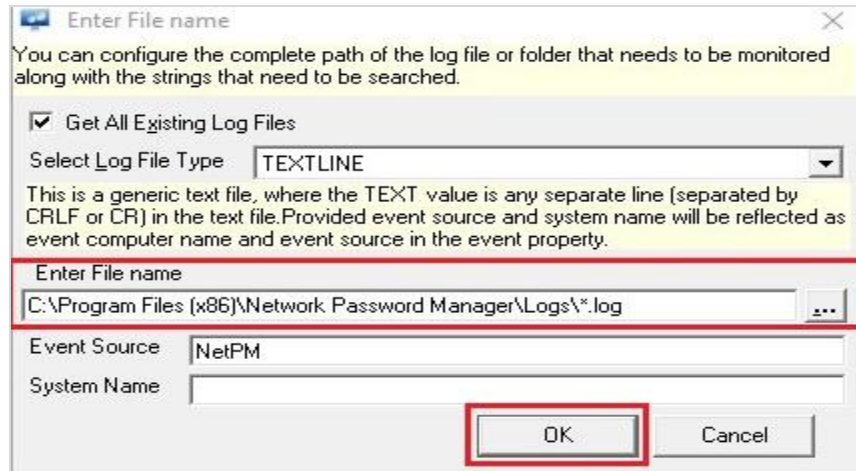 Enter File name
You can configure the complete path of the log file or folder that needs to be monitored
along with the strings that need to be searched.
Get All Existing Log Files
Select Log File Type TEXTLINE
This is a generic text file, where the TEXT value is any separate line (separated by
CRLF or CR) in the text file.Provided event source and system name will be reflected as
event computer name and event source in the event property.
Enter File name
C:\Program Files (x86)\Network Password Manager\Logs\*.log ...
Event Source NetPM
System Name
OK Cancel